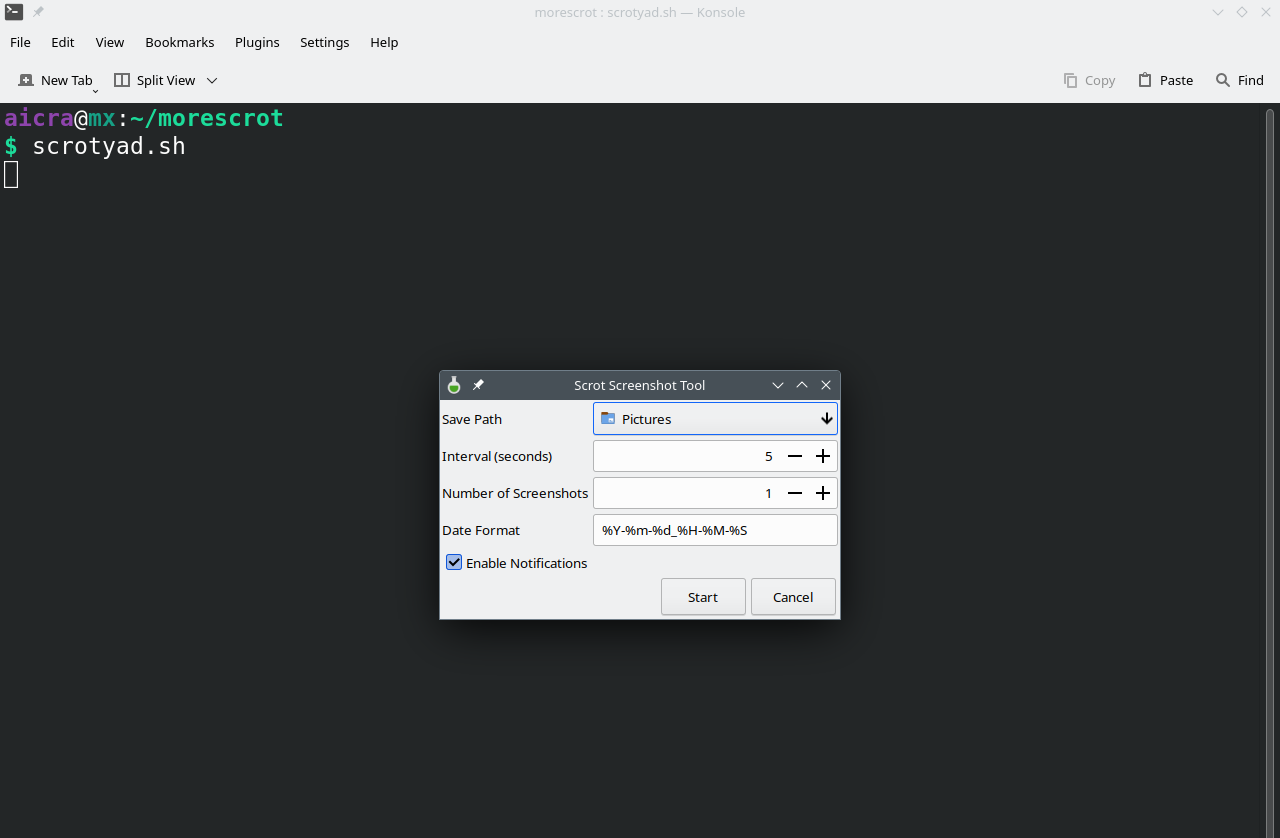 morescrot : scrotyad.sh — Konsole
File Edit View Bookmarks Plugins Settings Help
New Tab Split View Copy Paste Find
aicra@mx:~/morescrot
$ scrotyad.sh
Scrot Screenshot Tool
Save Path Pictures
Interval (seconds) 5
Number of Screenshots 1
Date Format %Y-%m-%d_%H-%M-%S
Enable Notifications
Start Cancel